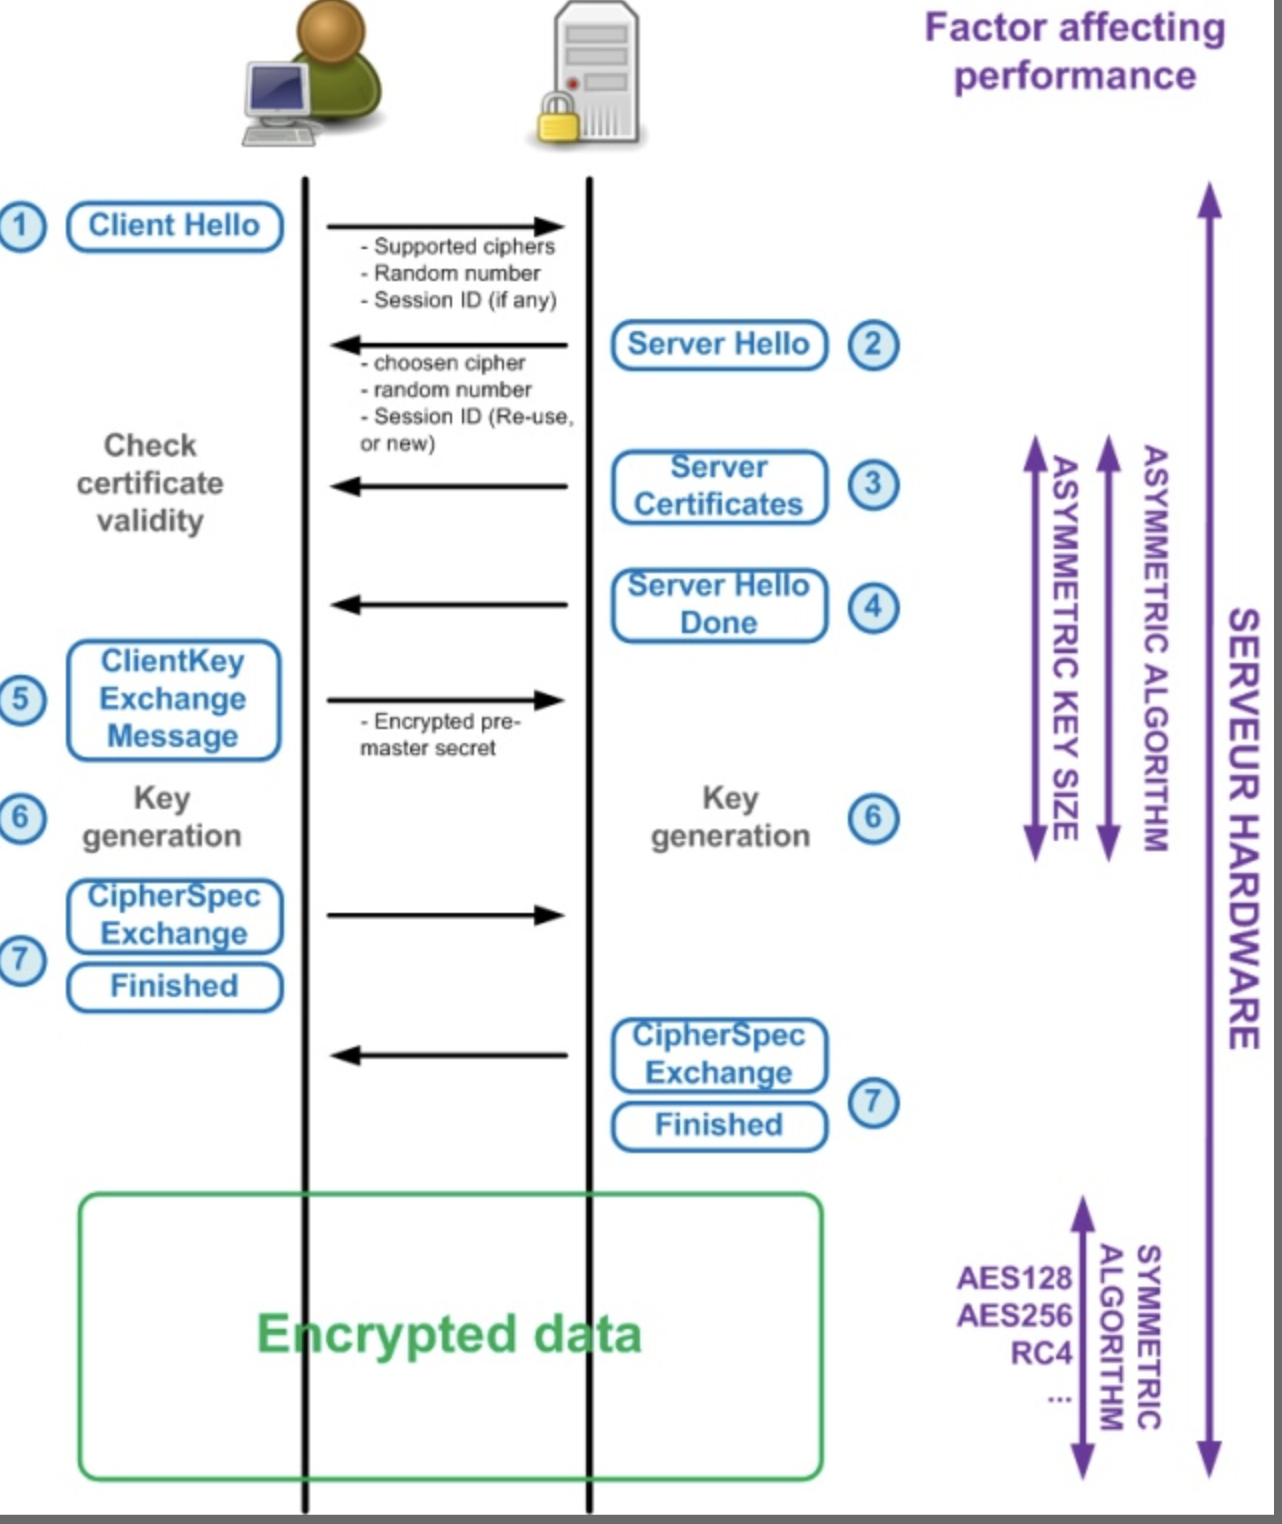 Factor affecting
performance
1
Client Hello
- Supported ciphers
- Random number
- Session ID (if any)
Server Hello
2
- choosen cipher
- random number
- Session ID (Re-use,
or new)
Check
certificate
validity
Server
Certificates
3
Server Hello
Done
4
5
ClientKey
Exchange
Message
- Encrypted pre-
master secret
6
Key
generation
Key
generation
6
7
CipherSpec
Exchange
Finished
CipherSpec
Exchange
Finished
7
Encrypted data
ASYMMETRIC KEY SIZE
ASYMMETRIC ALGORITHM
SERVEUR HARDWARE
AES128
AES256
RC4
...
SYMMETRIC
ALGORITHM